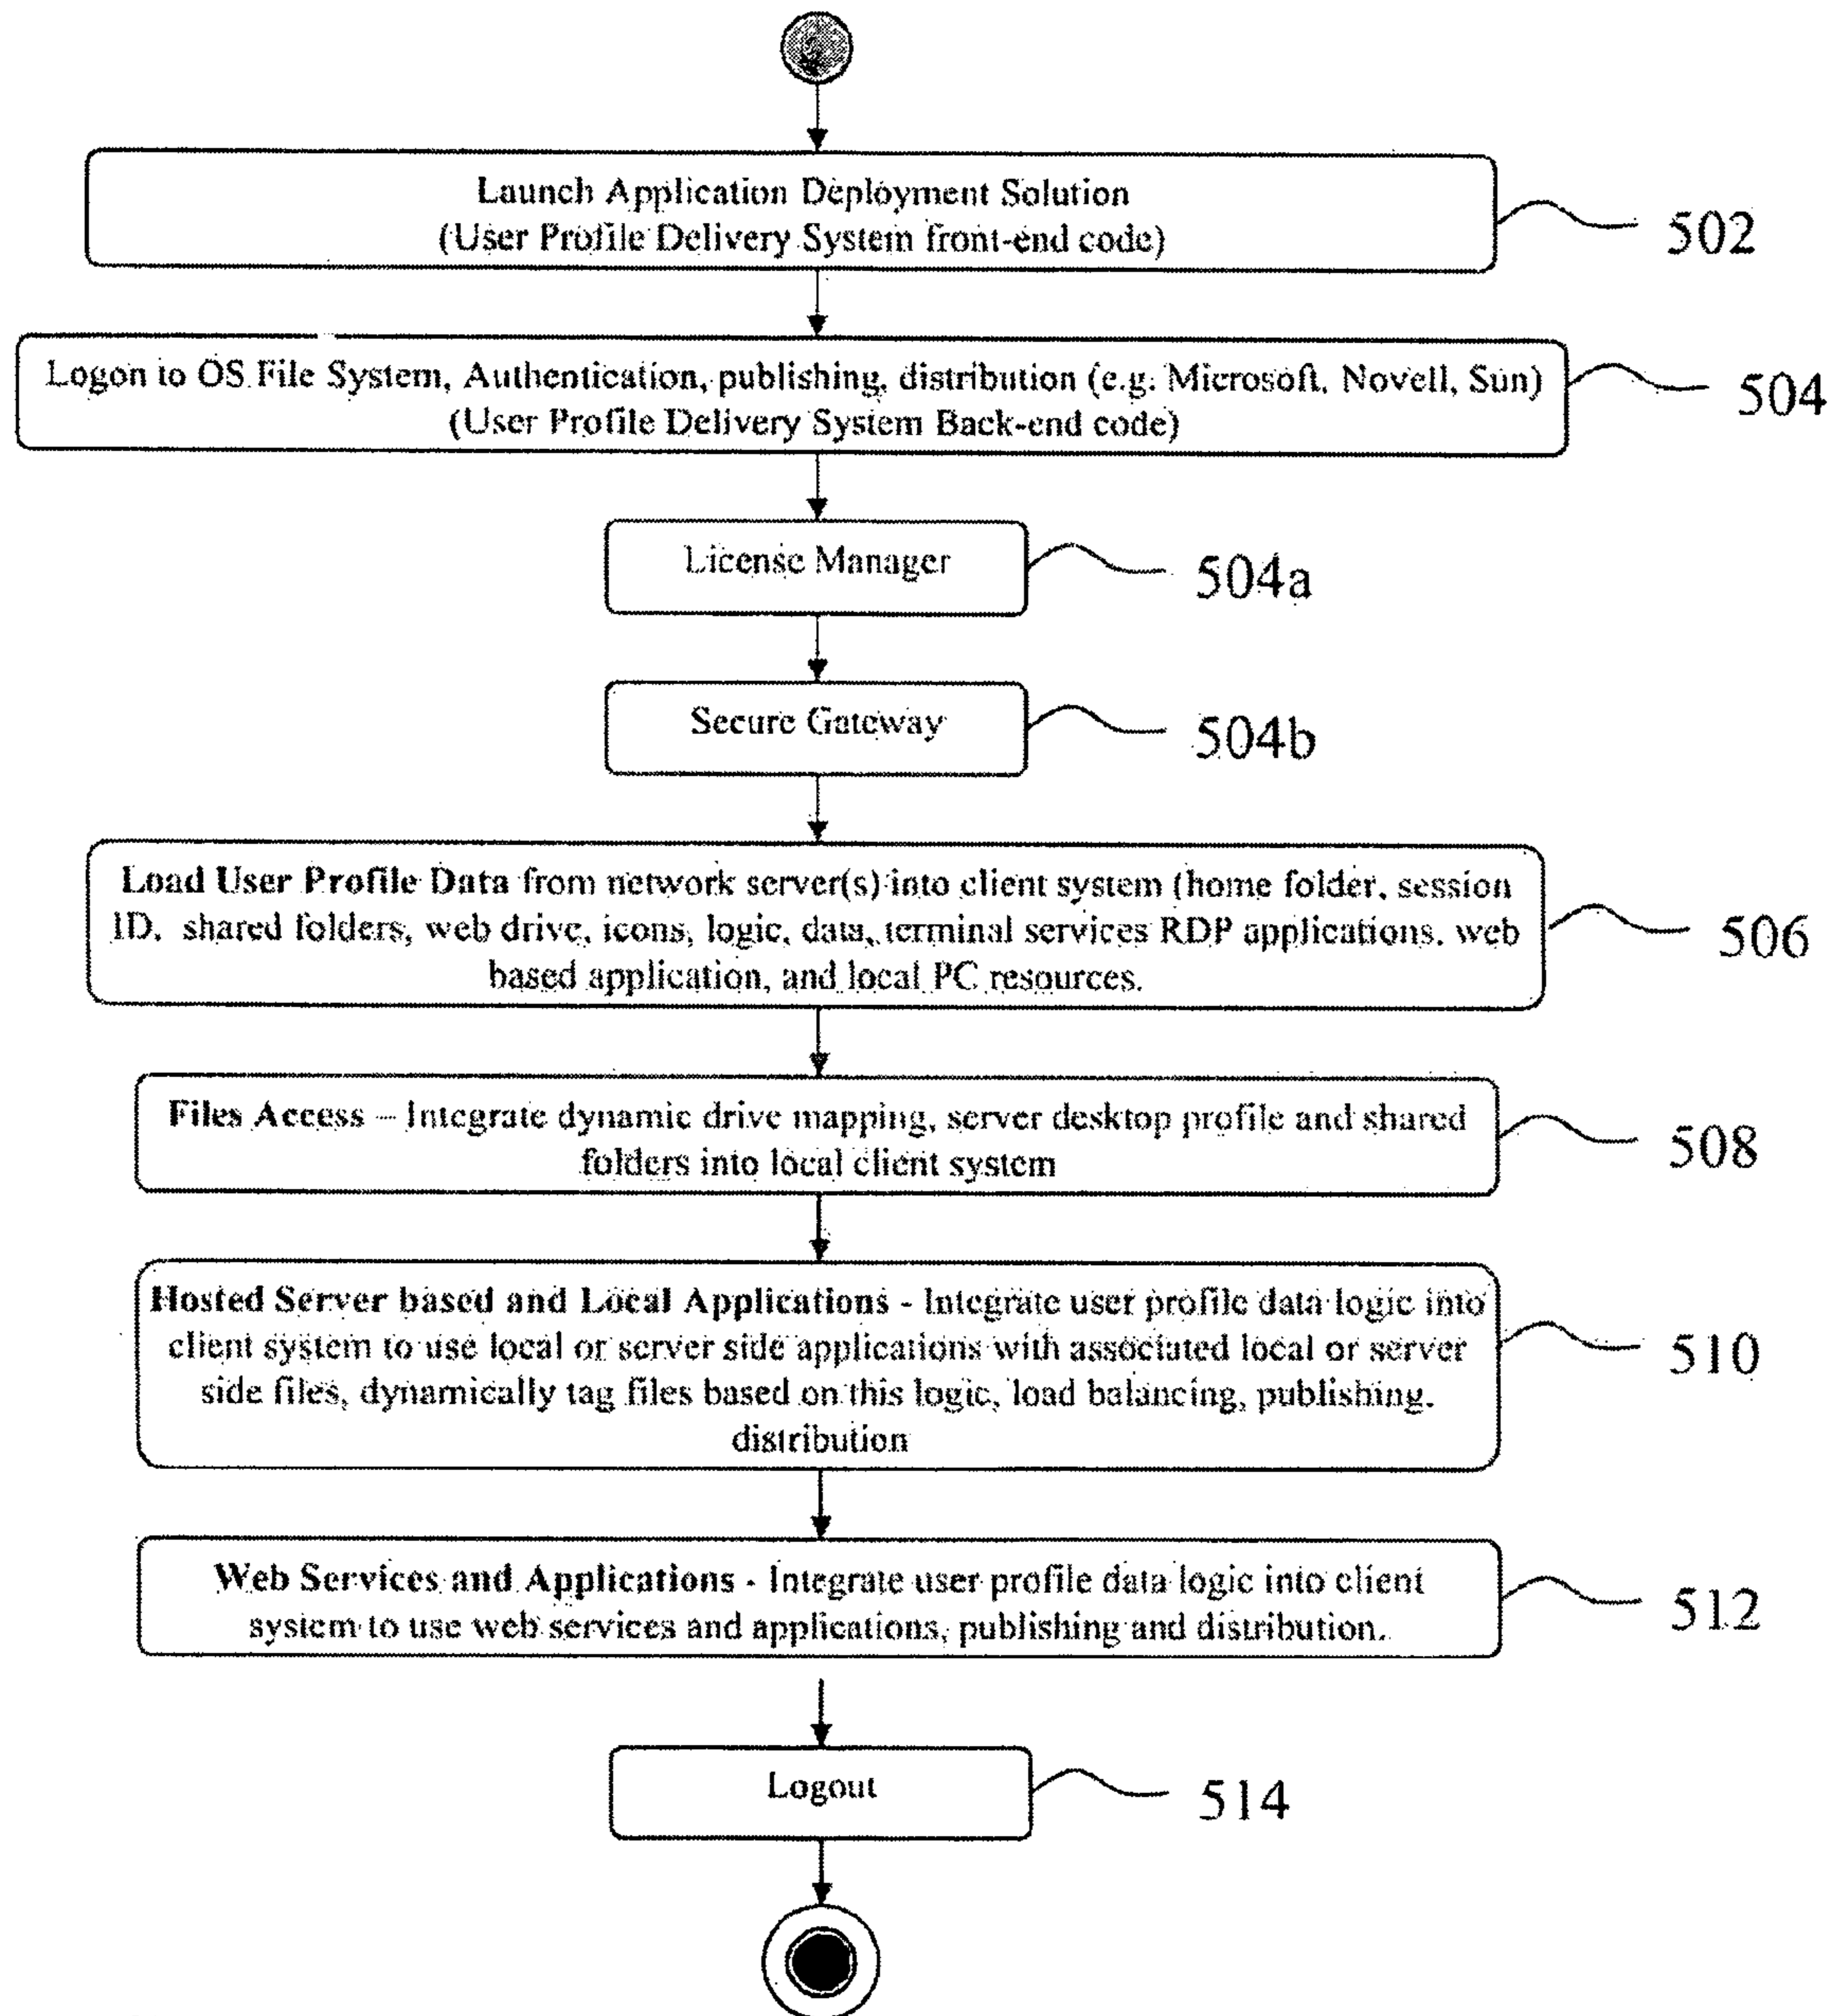 Launch Application Deployment Solution
(User Profile Delivery System front-end code)
502
Logon to OS File System, Authentication, publishing, distribution (e.g. Microsoft, Novell, Sun)
(User Profile Delivery System Back-end code)
504
License Manager
504a
Secure Gateway
504b
Load User Profile Data from network server(s) into client system (home folder, session
ID, shared folders, web drive, icons, logic, data, terminal services RDP applications, web
based application, and local PC resources.
506
Files Access – Integrate dynamic drive mapping, server desktop profile and shared
folders into local client system
508
Hosted Server based and Local Applications - Integrate user profile data logic into
client system to use local or server side applications with associated local or server
side files, dynamically tag files based on this logic, load balancing, publishing,
distribution
510
Web Services and Applications - Integrate user profile data logic into client
system to use web services and applications, publishing and distribution.
512
Logout
514